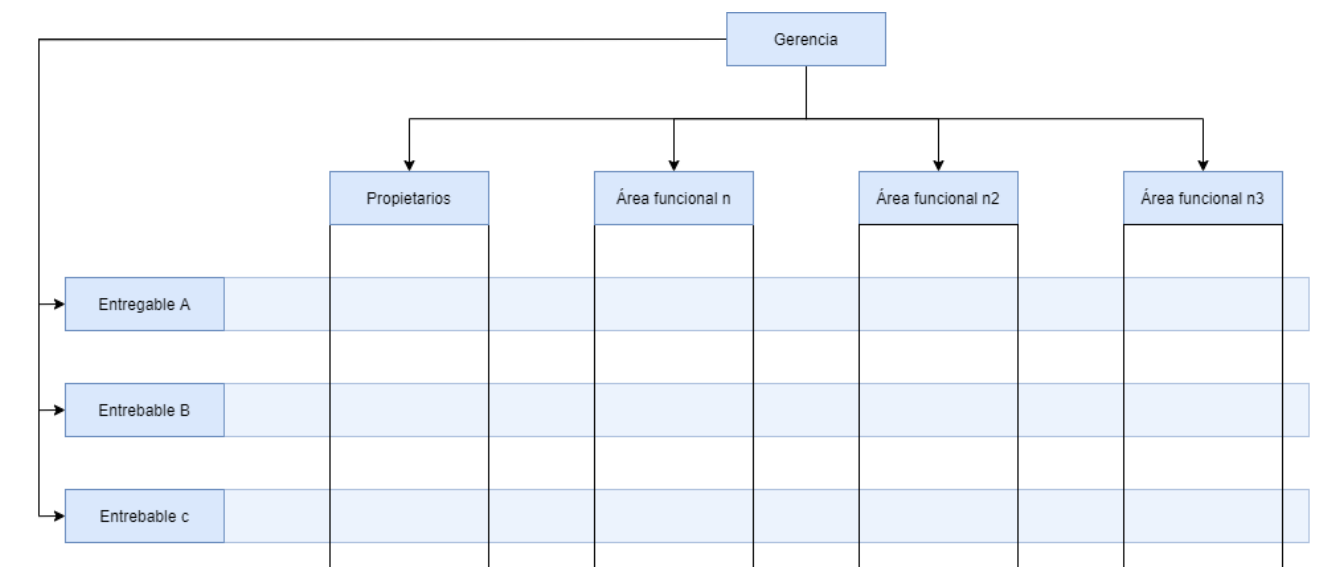 Gerencia
Propietarios
Área funcional n
Área funcional n2
Área funcional n3
Entregable A
Entrebable B
Entrebable c